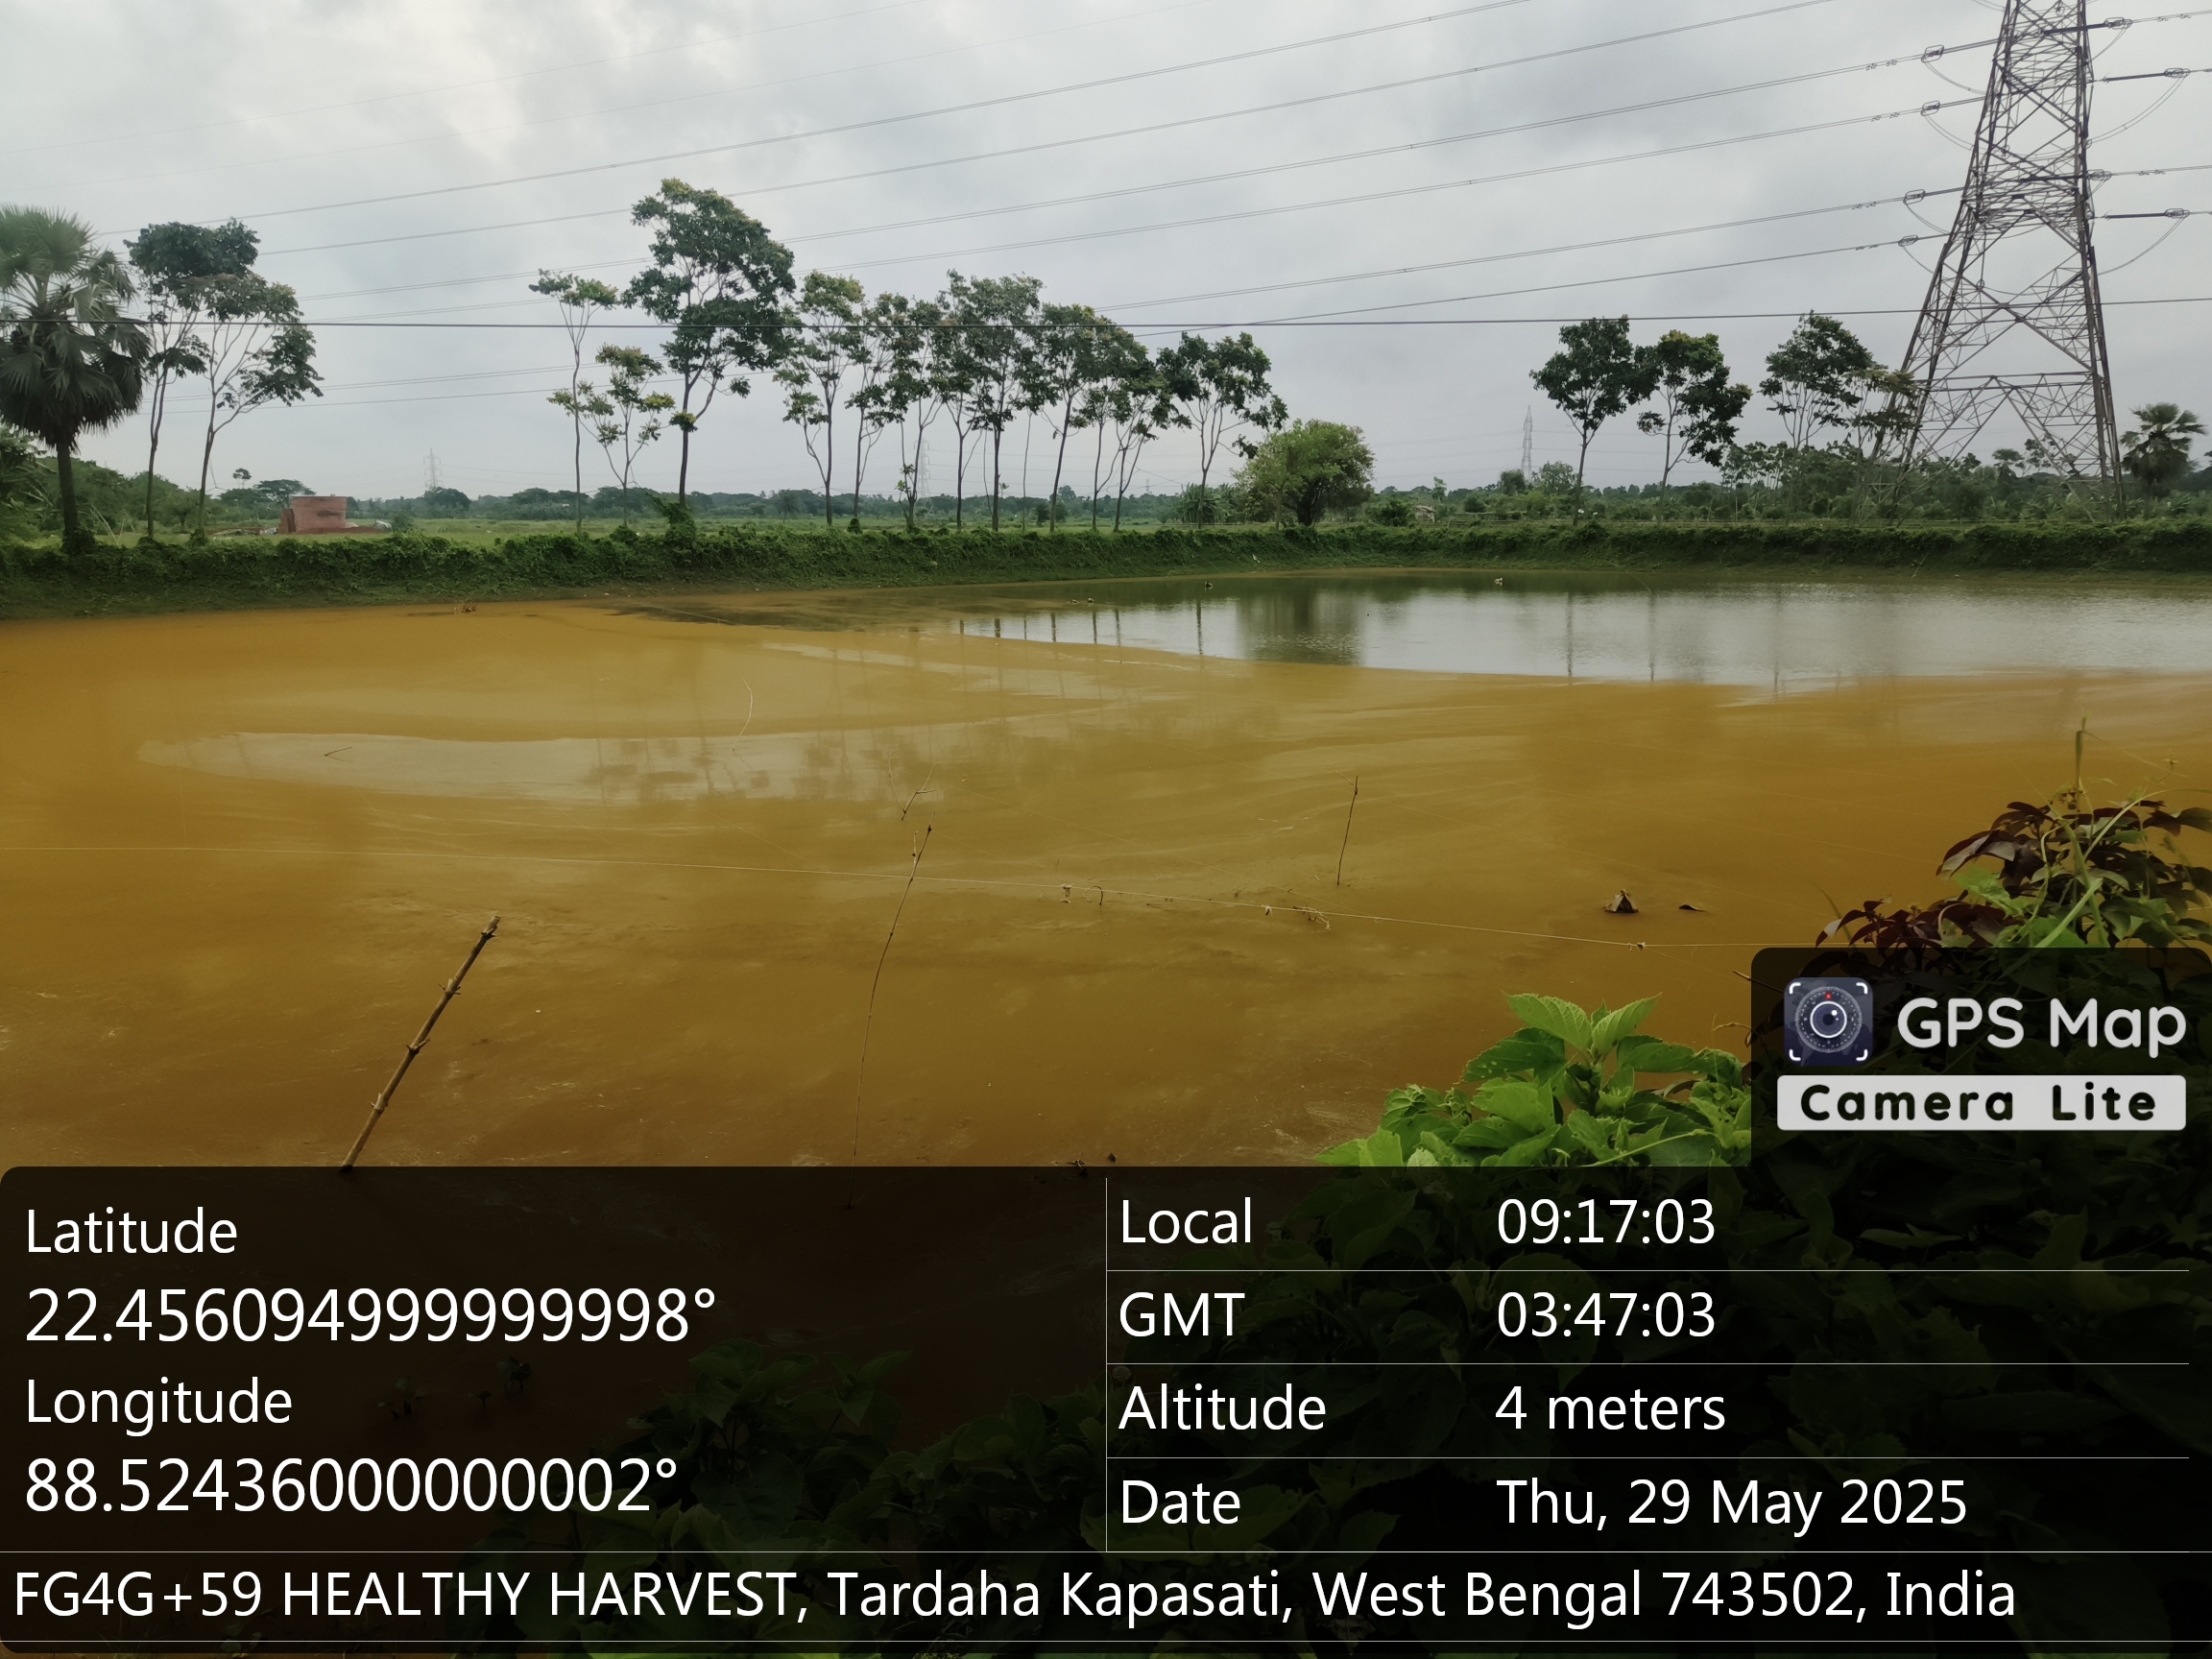 GPS Map
Camera Lite
Latitude
22.456094999999998°
Longitude
88.52436000000002°
Local 09:17:03
GMT 03:47:03
Altitude 4 meters
Date Thu, 29 May 2025
FG4G+59 HEALTHY HARVEST, Tardaha Kapasati, West Bengal 743502, India